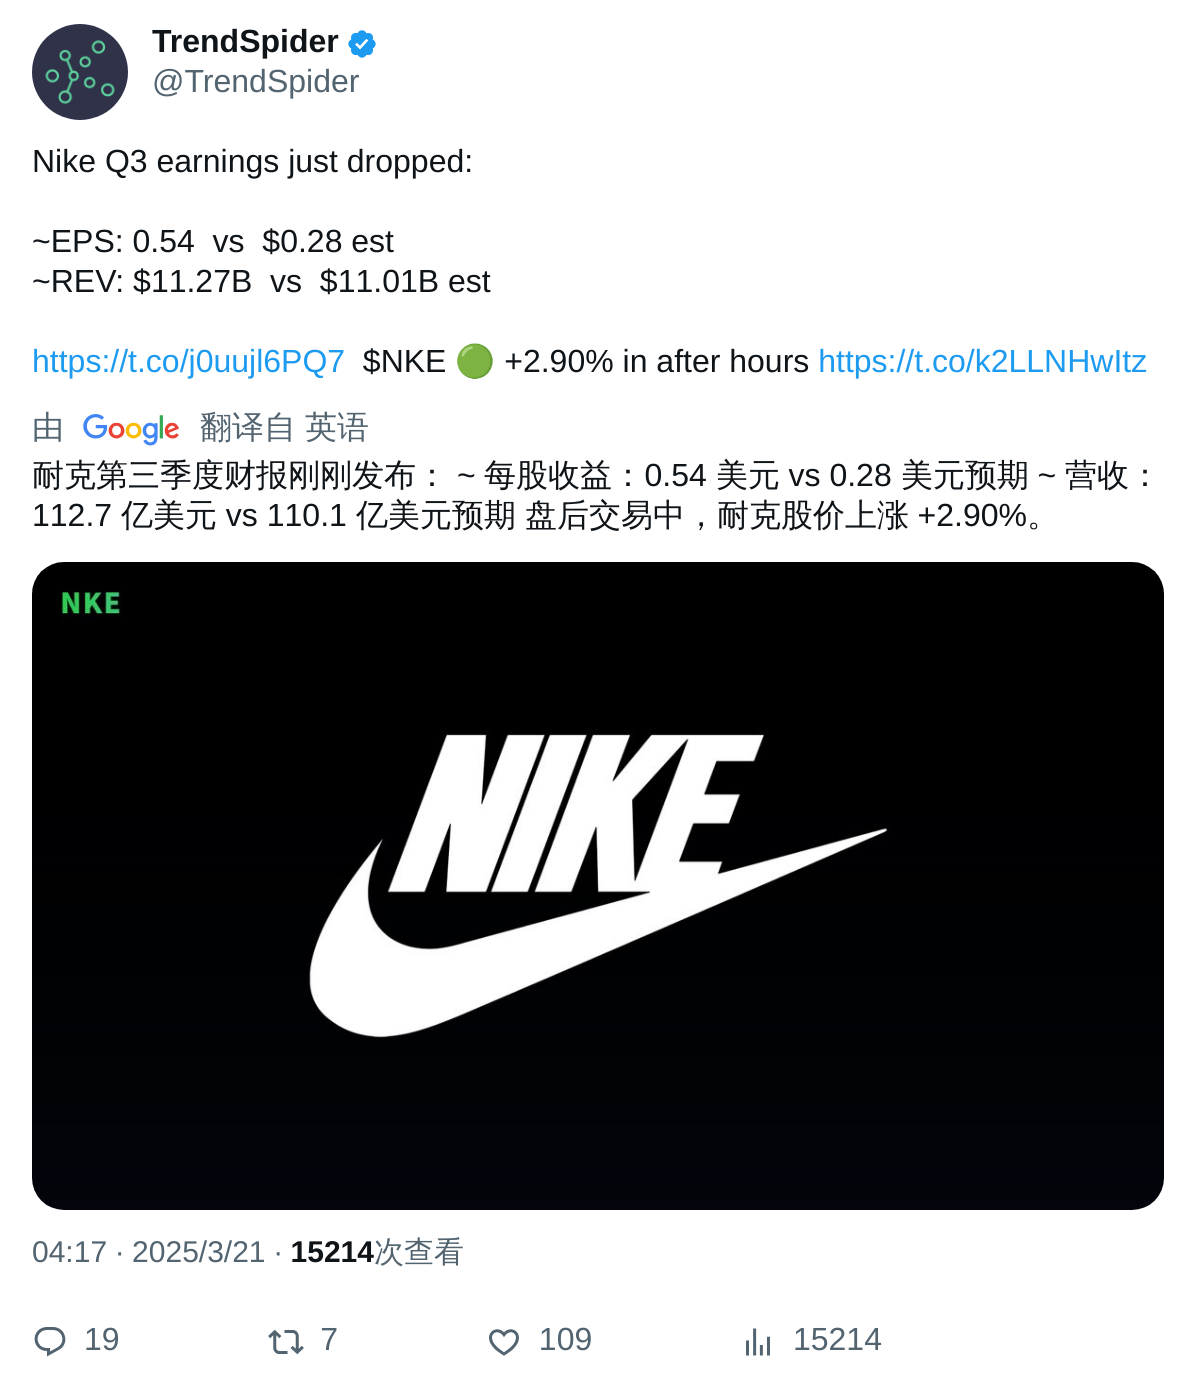 TrendSpider
@TrendSpider
Nike Q3 earnings just dropped:
~EPS: 0.54  vs  $0.28 est
~REV: $11.27B  vs  $11.01B est
https://t.co/j0uujl6PQ7  $NKE 🟢 +2.90% in after hours https://t.co/k2LLNHwItz
由 Google 翻译自 英语
耐克第三季度财报刚刚发布： ~ 每股收益：0.54 美元 vs 0.28 美元预期 ~ 营收：
112.7 亿美元 vs 110.1 亿美元预期 盘后交易中，耐克股价上涨 +2.90%。
NKE
NIKE
04:17 · 2025/3/21 · 15214次查看
19 7 109 15214